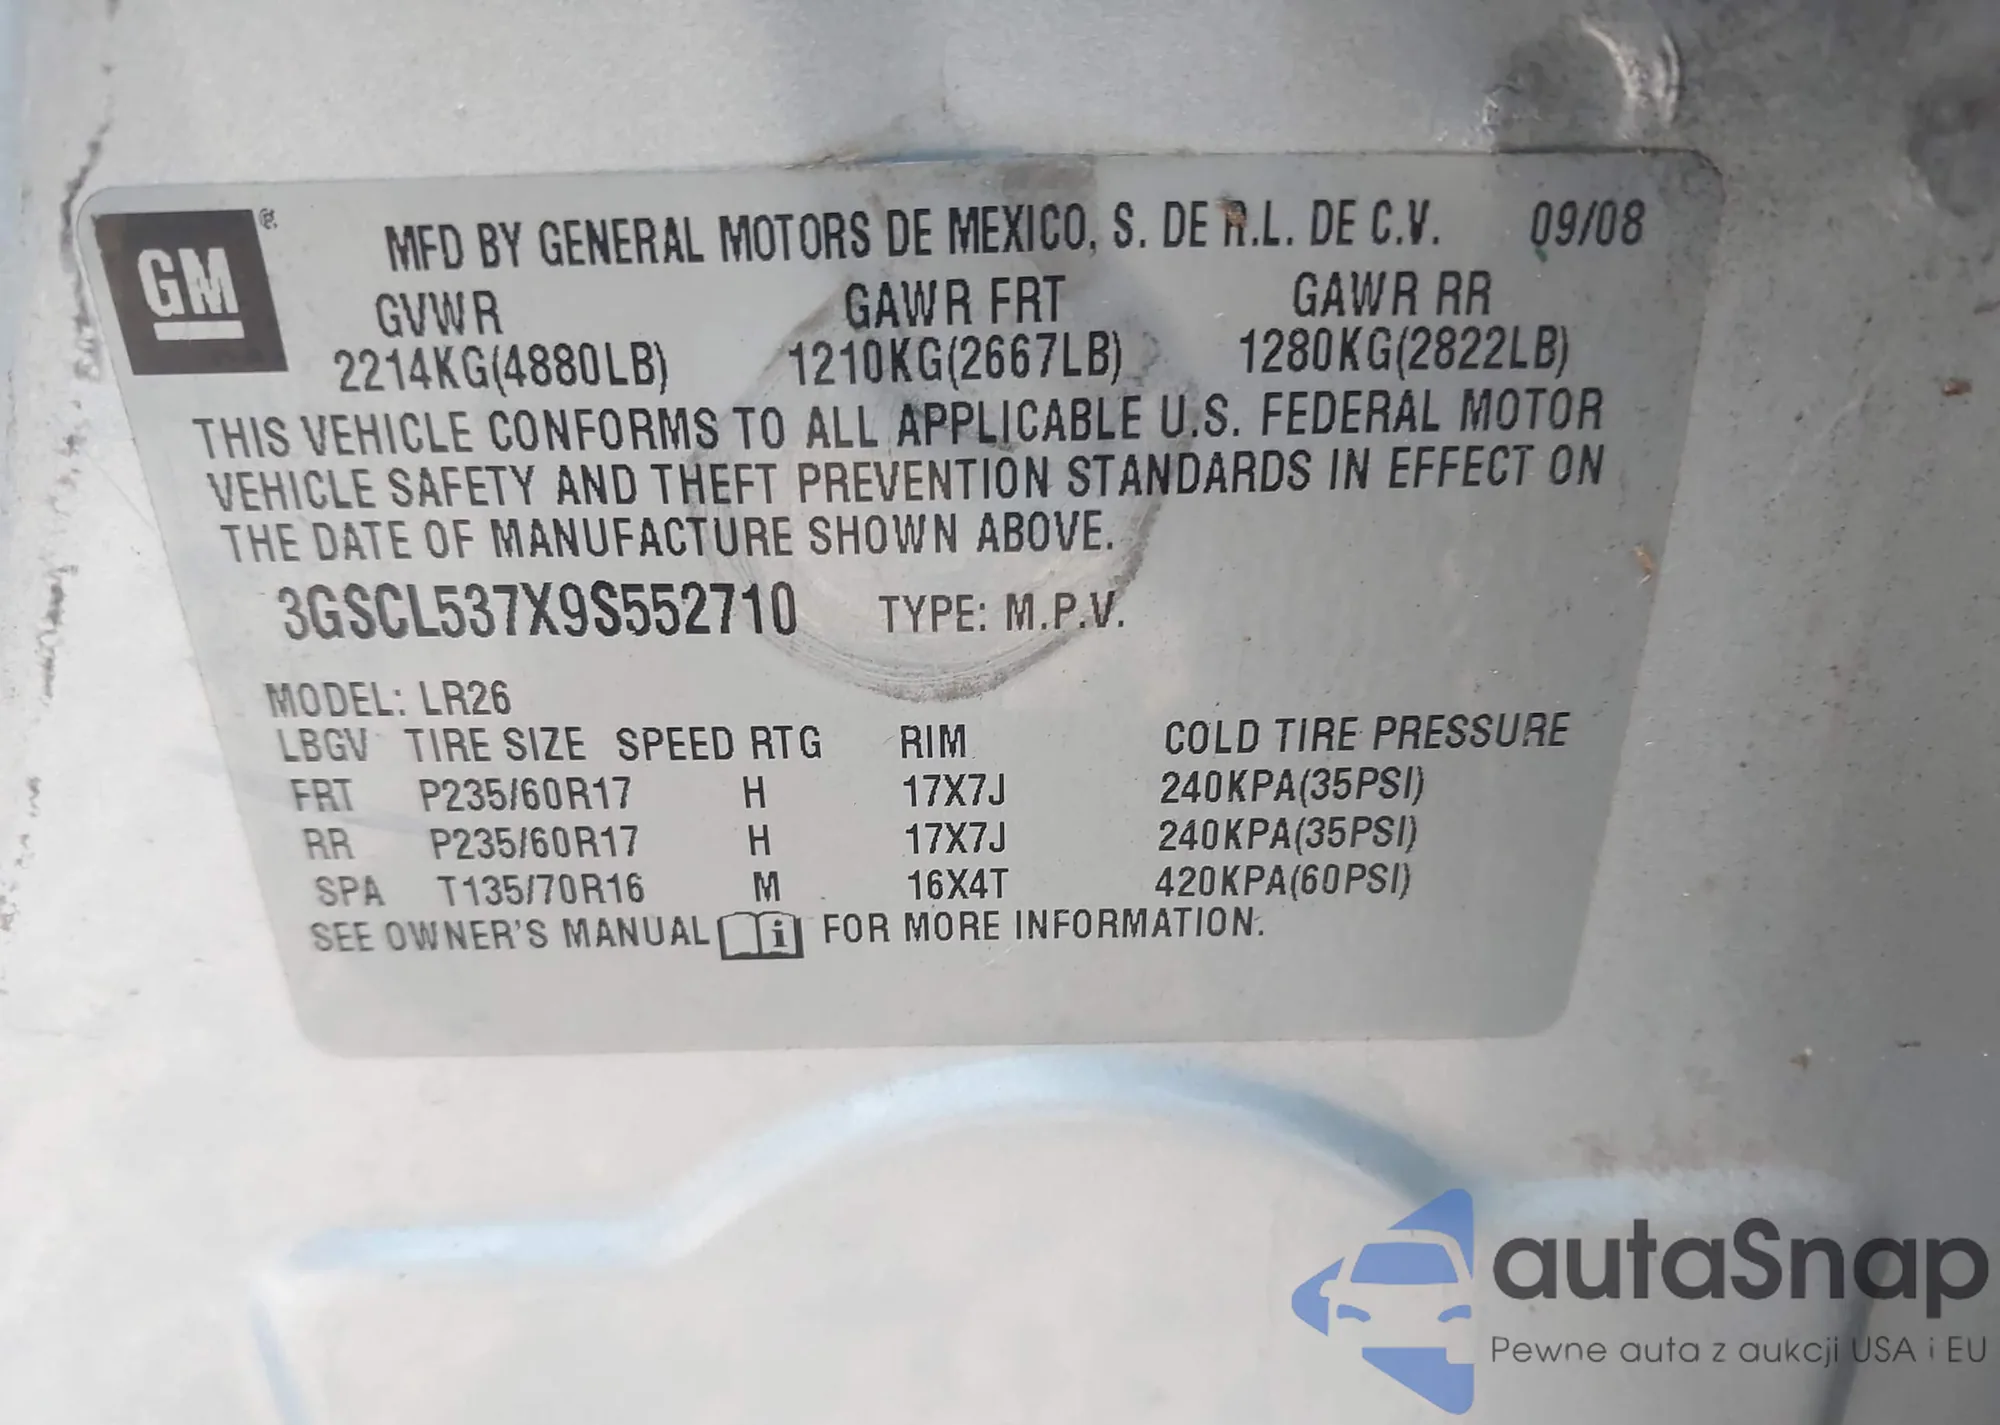 GM ®
MFD BY GENERAL MOTORS DE MEXICO, S. DE R.L. DE C.V. 09/08
GVWR GAWR FRT GAWR RR
2214KG(4880LB) 1210KG(2667LB) 1280KG(2822LB)
THIS VEHICLE CONFORMS TO ALL APPLICABLE U.S. FEDERAL MOTOR
VEHICLE SAFETY AND THEFT PREVENTION STANDARDS IN EFFECT ON
THE DATE OF MANUFACTURE SHOWN ABOVE.
3GSCL537X9S552710 TYPE: M.P.V.
MODEL: LR26
LBGV TIRE SIZE SPEED RTG RIM COLD TIRE PRESSURE
FRT P235/60R17 H 17X7J 240KPA(35PSI)
RR P235/60R17 H 17X7J 240KPA(35PSI)
SPA T135/70R16 M 16X4T 420KPA(60PSI)
SEE OWNER'S MANUAL i FOR MORE INFORMATION.
autaSnap
Pewne auta z aukcji USA i EU